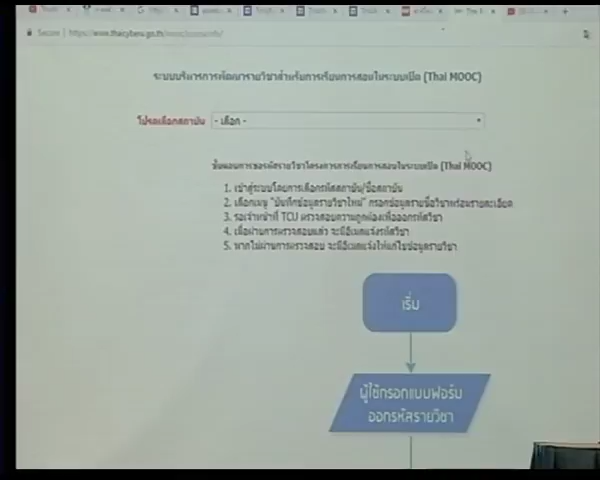 Secure | https://www.thaicyberu.go.th/
ระบบบริหารการพัฒนารายวิชาสำหรับการเรียนการสอนในระบบเปิด (Thai MOOC)
โปรดเลือกสถาบัน - เลือก -
ขั้นตอนการขอรหัสรายวิชาโครงการการเรียนการสอนในระบบเปิด (Thai MOOC)
1. เข้าสู่ระบบโดยการเลือกรหัสสถาบัน/ชื่อสถาบัน
2. เลือกเมนู "บันทึกข้อมูลรายวิชาใหม่" กรอกข้อมูลรายชื่อวิชาพร้อมรายละเอียด
3. รอเจ้าหน้าที่ TCU ตรวจสอบความถูกต้องเพื่อออกรหัสวิชา
4. เมื่อผ่านการตรวจสอบแล้ว จะมีอีเมลแจ้งรหัสวิชา
5. หากไม่ผ่านการตรวจสอบ จะมีอีเมลแจ้งให้แก้ไขข้อมูลรายวิชา
เริ่ม
ผู้ใช้กรอกแบบฟอร์ม
ออกรหัสรายวิชา